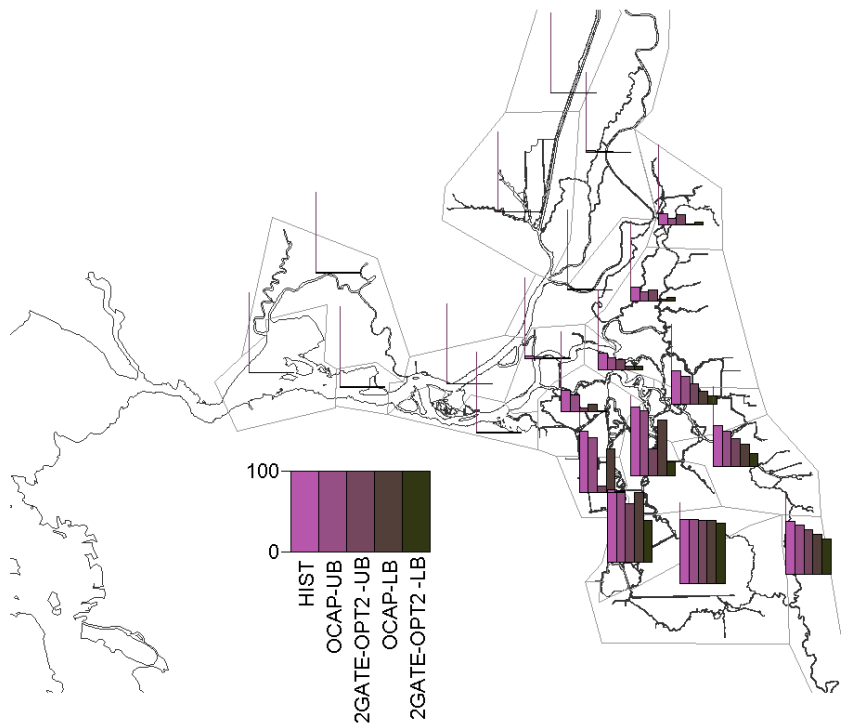 100
0
HIST
OCAP-UB
2GATE-OPT2 -UB
OCAP-LB
2GATE-OPT2 -LB